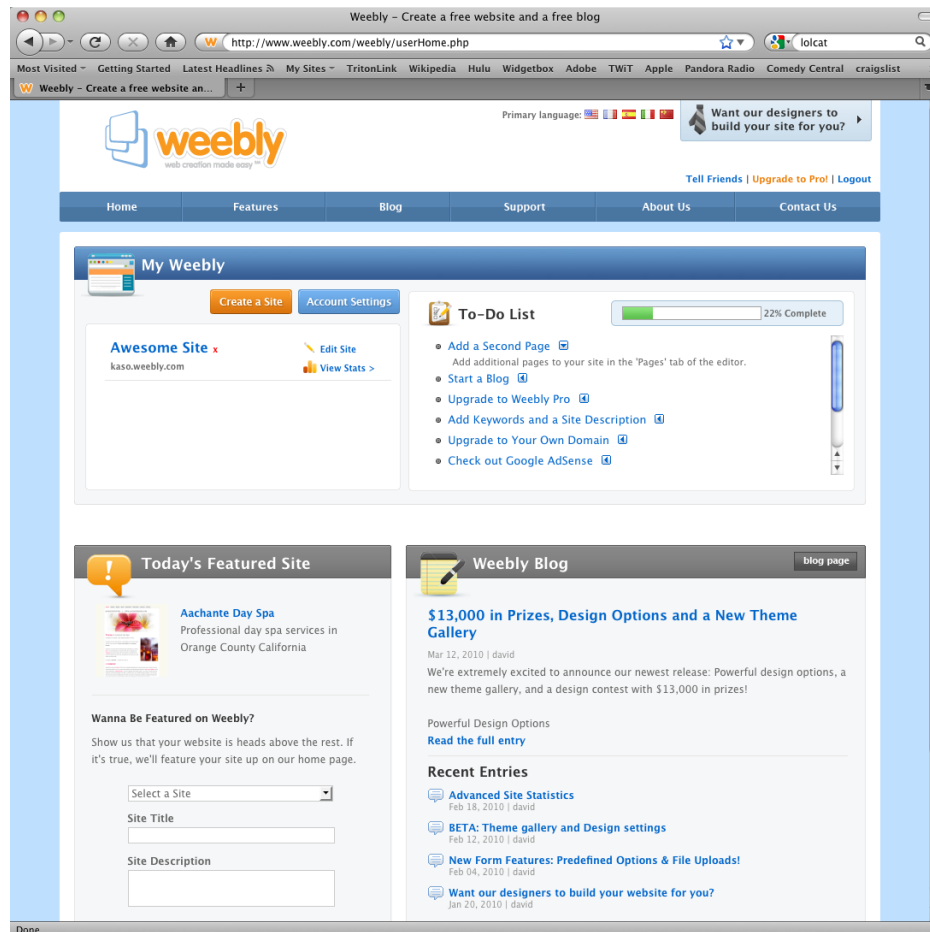 Weebly – Create a free website and a free blog
http://www.weebly.com/weebly/userHome.php
lolcat
Most Visited Getting Started Latest Headlines My Sites TritonLink Wikipedia Hulu Widgetbox Adobe TWiT Apple Pandora Radio Comedy Central craigslist
Weebly – Create a free website an...
Primary language:
Want our designers to
build your site for you?
weebly
web creation made easy ™
Tell Friends | Upgrade to Pro! | Logout
Home Features Blog Support About Us Contact Us
My Weebly
Create a Site Account Settings
Awesome Site x
kaso.weebly.com
Edit Site
View Stats >
To-Do List
22% Complete
Add a Second Page
Add additional pages to your site in the 'Pages' tab of the editor.
Start a Blog
Upgrade to Weebly Pro
Add Keywords and a Site Description
Upgrade to Your Own Domain
Check out Google AdSense
Today's Featured Site
Aachante Day Spa
Professional day spa services in
Orange County California
Wanna Be Featured on Weebly?
Show us that your website is heads above the rest. If
it's true, we'll feature your site up on our home page.
Select a Site
Site Title
Site Description
Weebly Blog
blog page
$13,000 in Prizes, Design Options and a New Theme
Gallery
Mar 12, 2010 | david
We're extremely excited to announce our newest release: Powerful design options, a
new theme gallery, and a design contest with $13,000 in prizes!
Powerful Design Options
Read the full entry
Recent Entries
Advanced Site Statistics
Feb 18, 2010 | david
BETA: Theme gallery and Design settings
Feb 12, 2010 | david
New Form Features: Predefined Options & File Uploads!
Feb 04, 2010 | david
Want our designers to build your website for you?
Jan 20, 2010 | david
Done